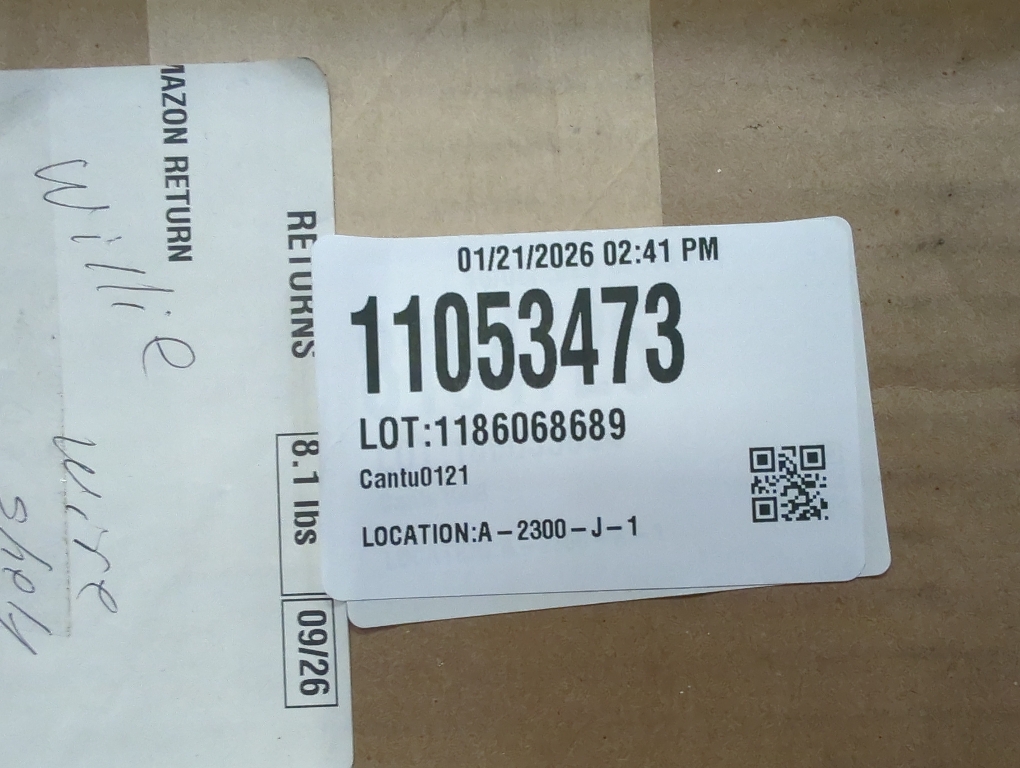 MAZON RETURN
RETURNS
8.1 lbs
09/26
Willie
wire
01/21/2026 02:41 PM
11053473
LOT:1186068689
Cantu0121
LOCATION:A-2300-J-1